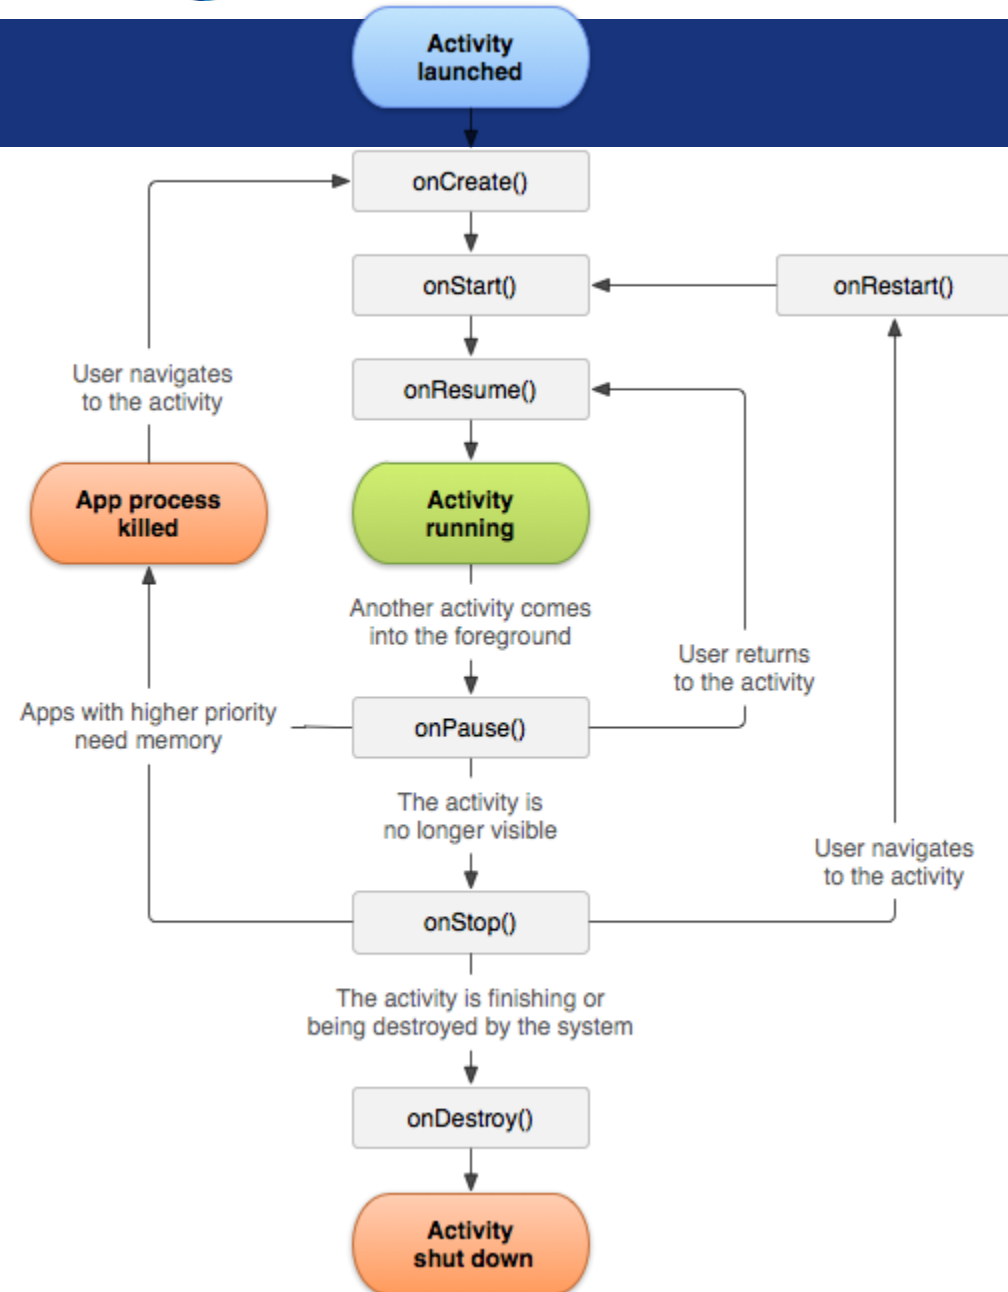 Activity
launched
onCreate()
onStart()
onRestart()
User navigates
to the activity
onResume()
App process
killed
Activity
running
Another activity comes
into the foreground
User returns
to the activity
Apps with higher priority
need memory
onPause()
The activity is
no longer visible
User navigates
to the activity
onStop()
The activity is finishing or
being destroyed by the system
onDestroy()
Activity
shut down